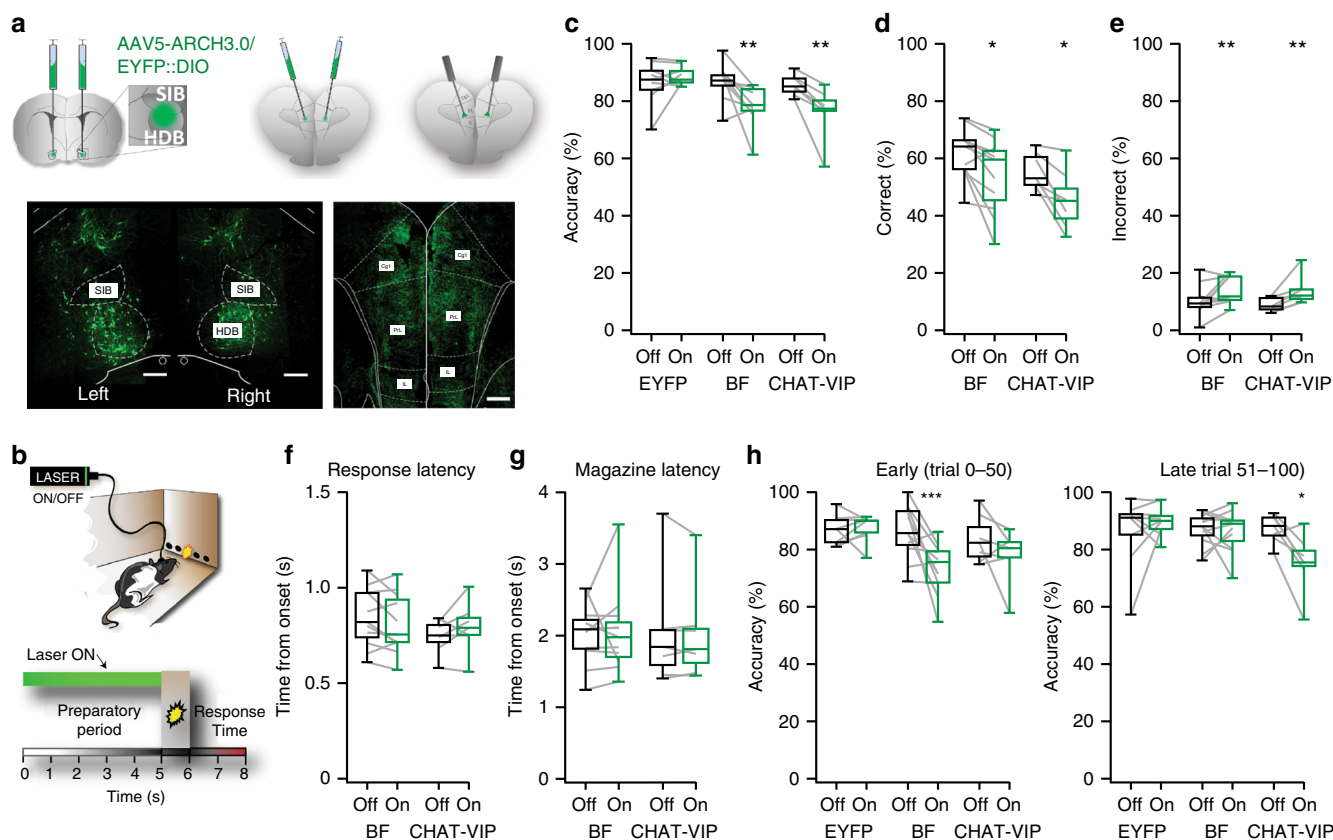 a
AAV5-ARCH3.0/
EYFP::DIO
SIB
HDB
SIB
SIB
HDB
Left
Right
Cg1
Cg1
PrL
PrL
IL
IL
b
LASER
ON/OFF
Laser ON
Preparatory
period
Response
Time
0 1 2 3 4 5 6 7 8
Time (s)
c
Accuracy (%)
100
80
60
40
20
0
** **
Off On Off On Off On
EYFP BF CHAT-VIP
d
Correct (%)
100
80
60
40
20
0
* *
Off On Off On
BF CHAT-VIP
e
Incorrect (%)
100
80
60
40
20
0
** **
Off On Off On
BF CHAT-VIP
f
Response latency
Time from onset (s)
1.5
1.0
0.5
0
Off On Off On
BF CHAT-VIP
g
Magazine latency
Time from onset (s)
4
3
2
1
0
Off On Off On
BF CHAT-VIP
h
Early (trial 0–50)
Accuracy (%)
100
80
60
40
20
0
***
Off On Off On Off On
EYFP BF CHAT-VIP
Late trial 51–100)
Accuracy (%)
100
80
60
40
20
0
*
Off On Off On Off On
EYFP BF CHAT-VIP